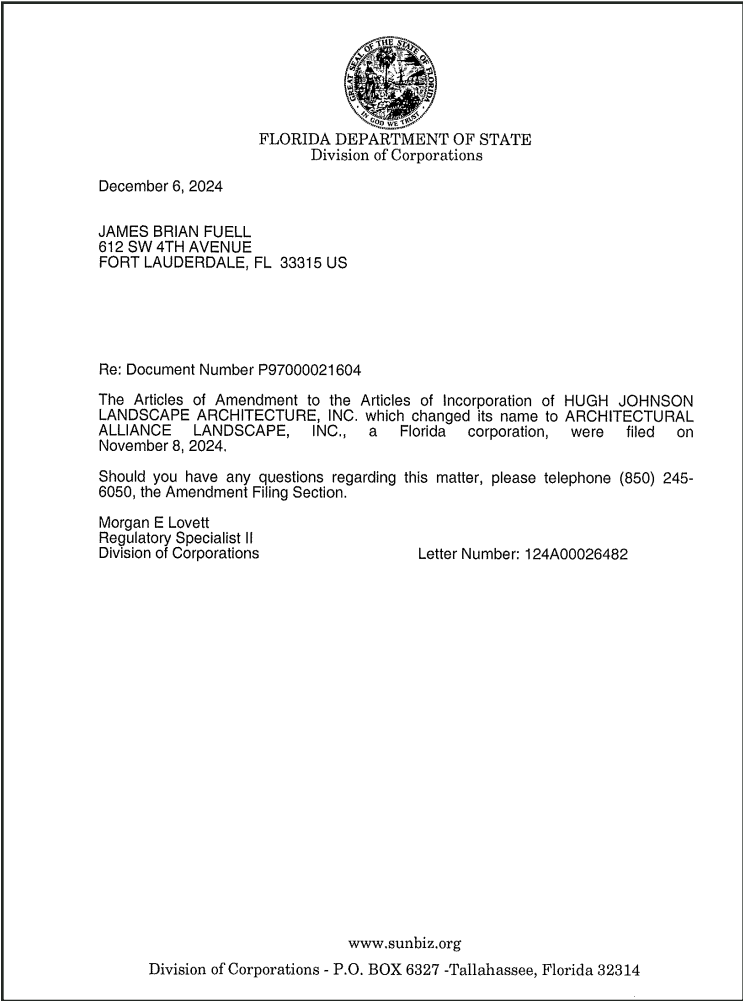 GREAT SEAL OF THE STATE OF FLORIDA
IN GOD WE TRUST
FLORIDA DEPARTMENT OF STATE
Division of Corporations
December 6, 2024
JAMES BRIAN FUELL
612 SW 4TH AVENUE
FORT LAUDERDALE, FL 33315 US
Re: Document Number P97000021604
The Articles of Amendment to the Articles of Incorporation of HUGH JOHNSON
LANDSCAPE ARCHITECTURE, INC. which changed its name to ARCHITECTURAL
ALLIANCE LANDSCAPE, INC., a Florida corporation, were filed on
November 8, 2024.
Should you have any questions regarding this matter, please telephone (850) 245-
6050, the Amendment Filing Section.
Morgan E Lovett
Regulatory Specialist II
Division of Corporations Letter Number: 124A00026482
www.sunbiz.org
Division of Corporations - P.O. BOX 6327 -Tallahassee, Florida 32314